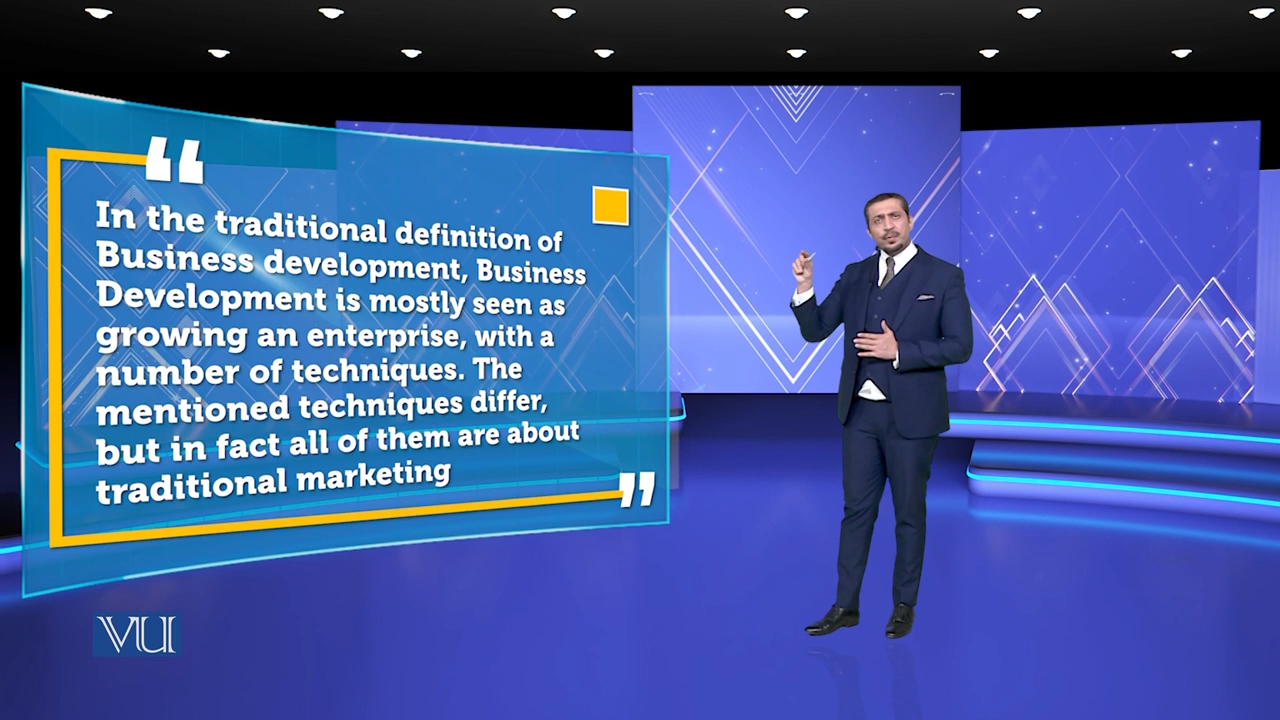 “
In the traditional definition of
Business development, Business
Development is mostly seen as
growing an enterprise, with a
number of techniques. The
mentioned techniques differ,
but in fact all of them are about
traditional marketing
”
VU